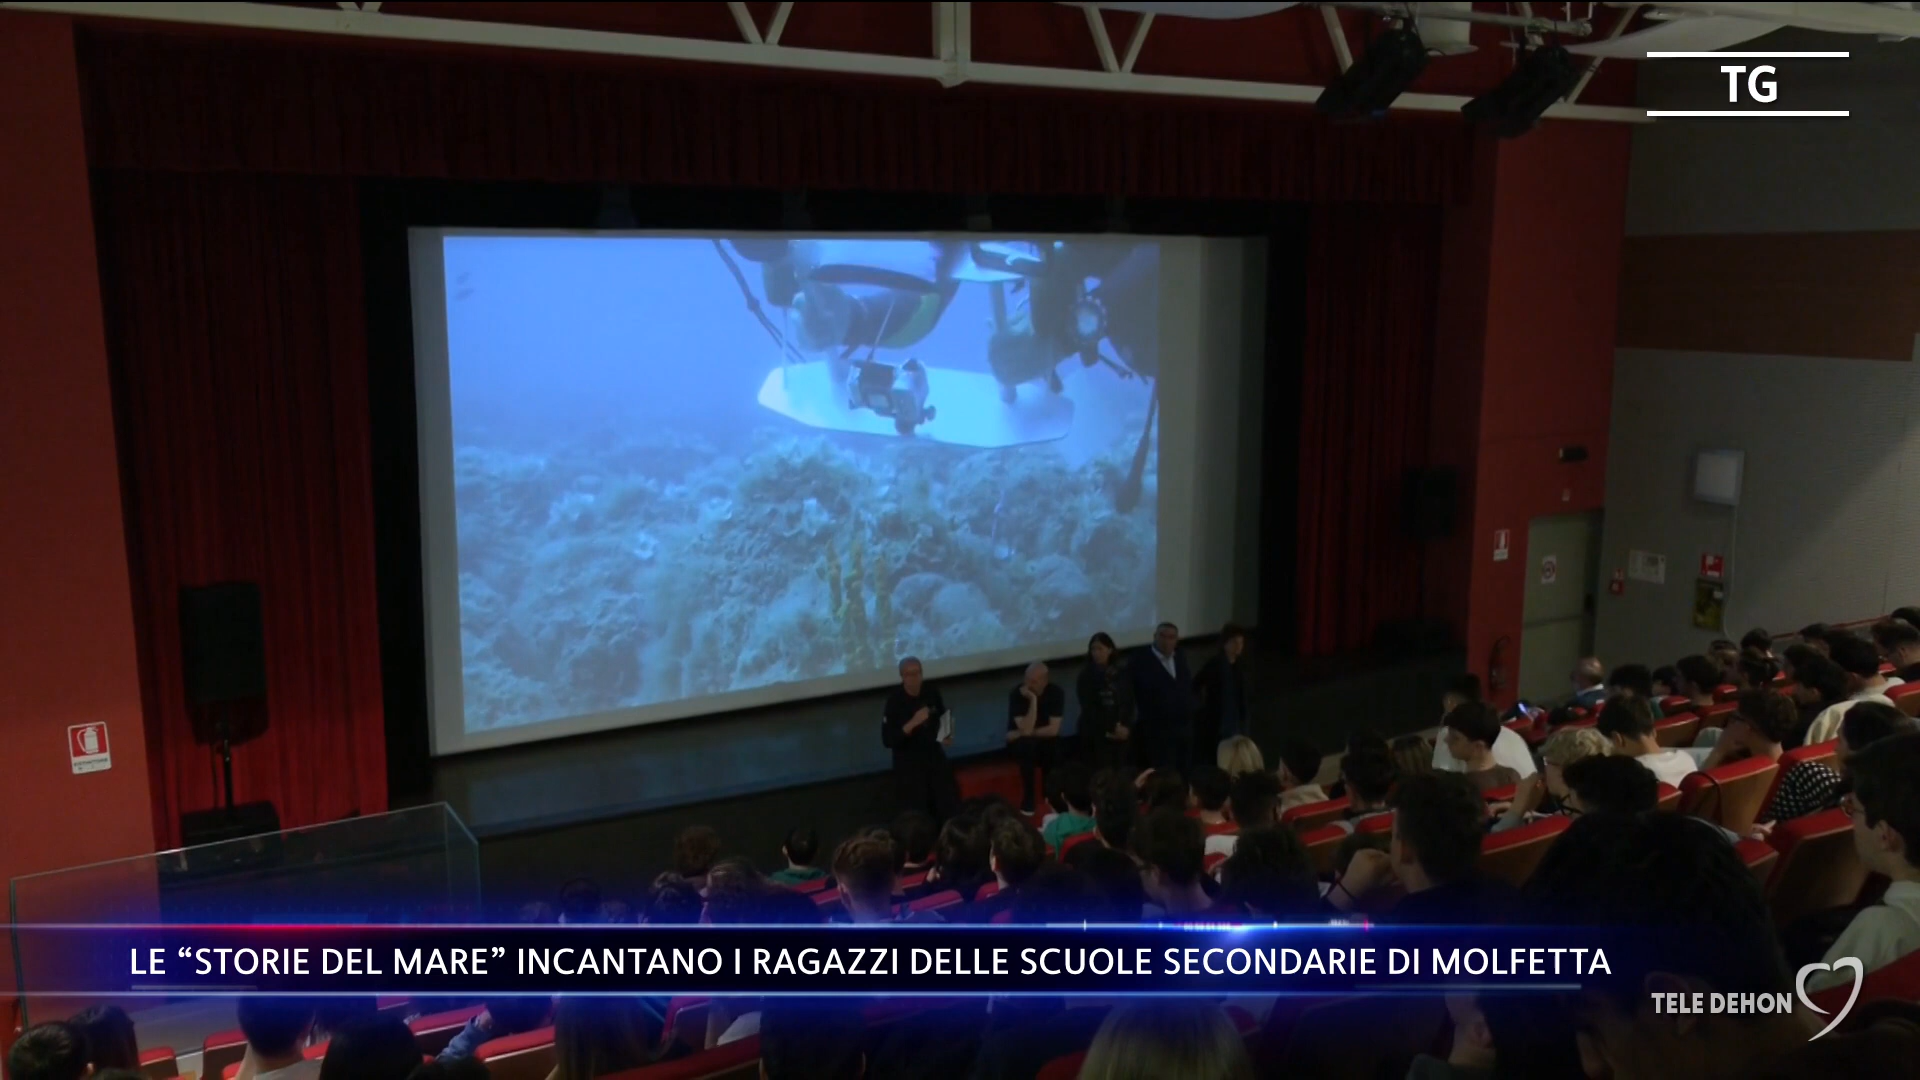 TG
LE “STORIE DEL MARE” INCANTANO I RAGAZZI DELLE SCUOLE SECONDARIE DI MOLFETTA
TELE DEHON